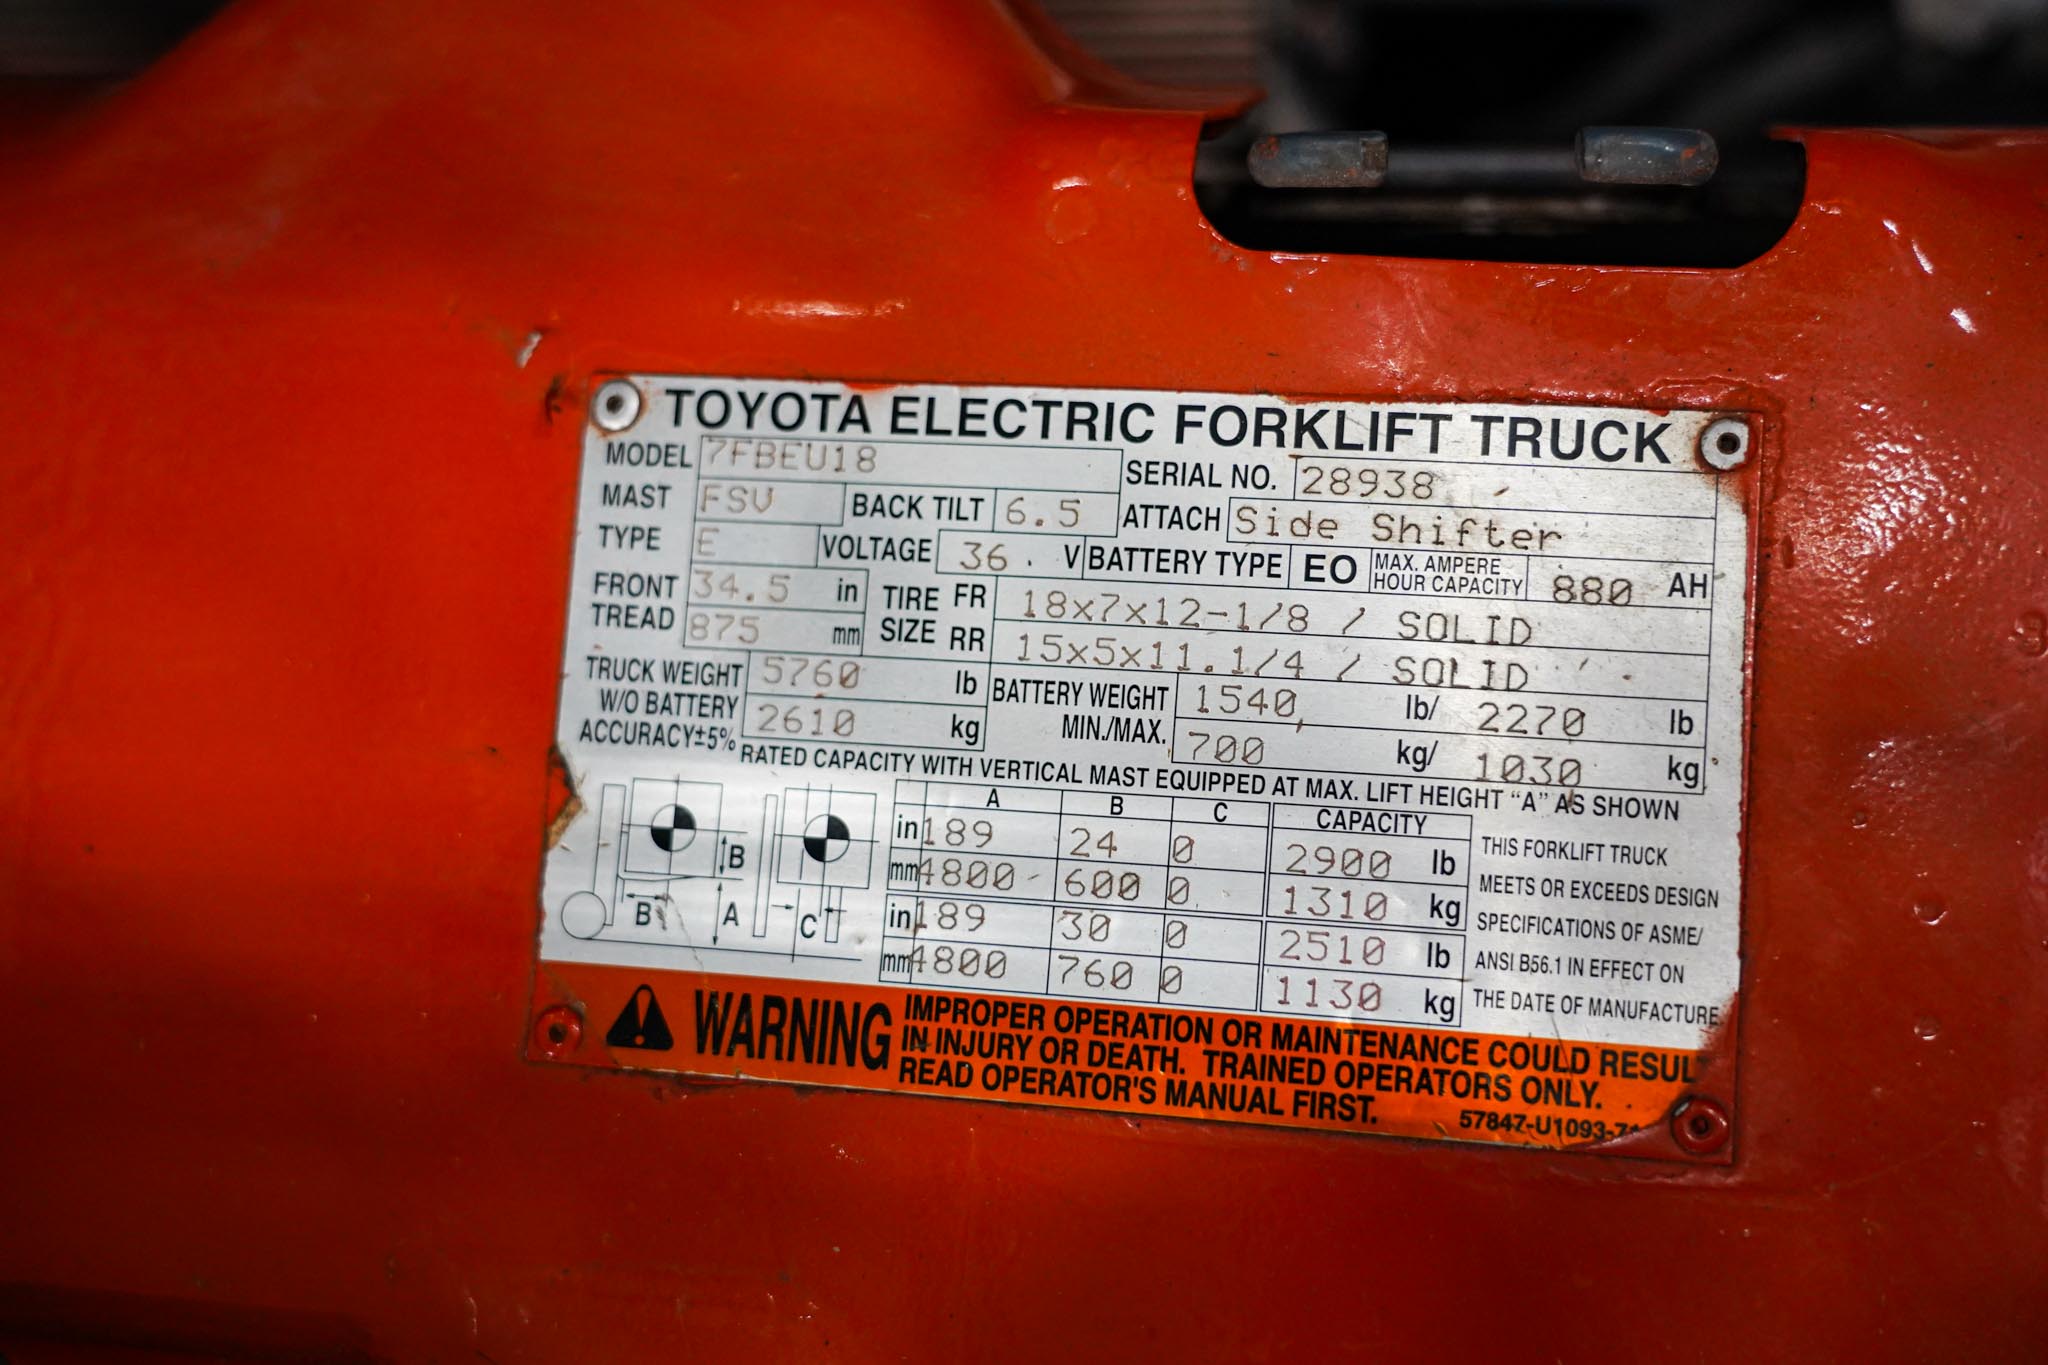 TOYOTA ELECTRIC FORKLIFT TRUCK
MODEL 7FBEU18 SERIAL NO. 28938
MAST FSV BACK TILT 6.5 ATTACH Side Shifter
TYPE E VOLTAGE 36 V BATTERY TYPE EO MAX. AMPERE HOUR CAPACITY 880 AH
FRONT TREAD 34.5 in TIRE SIZE FR 18x7x12-1/8 / SOLID
875 mm RR 15x5x11.1/4 / SOLID
TRUCK WEIGHT W/O BATTERY ACCURACY±5% 5760 lb BATTERY WEIGHT MIN./MAX. 1540 lb/ 2270 lb
2610 kg 700 kg/ 1030 kg
RATED CAPACITY WITH VERTICAL MAST EQUIPPED AT MAX. LIFT HEIGHT "A" AS SHOWN
A B C CAPACITY
in 189 24 0 2900 lb
mm 4800 600 0 1310 kg
in 189 30 0 2510 lb
mm 4800 760 0 1130 kg
B B A C
THIS FORKLIFT TRUCK
MEETS OR EXCEEDS DESIGN
SPECIFICATIONS OF ASME/
ANSI B56.1 IN EFFECT ON
THE DATE OF MANUFACTURE
WARNING IMPROPER OPERATION OR MAINTENANCE COULD RESULT
IN INJURY OR DEATH. TRAINED OPERATORS ONLY.
READ OPERATOR'S MANUAL FIRST.